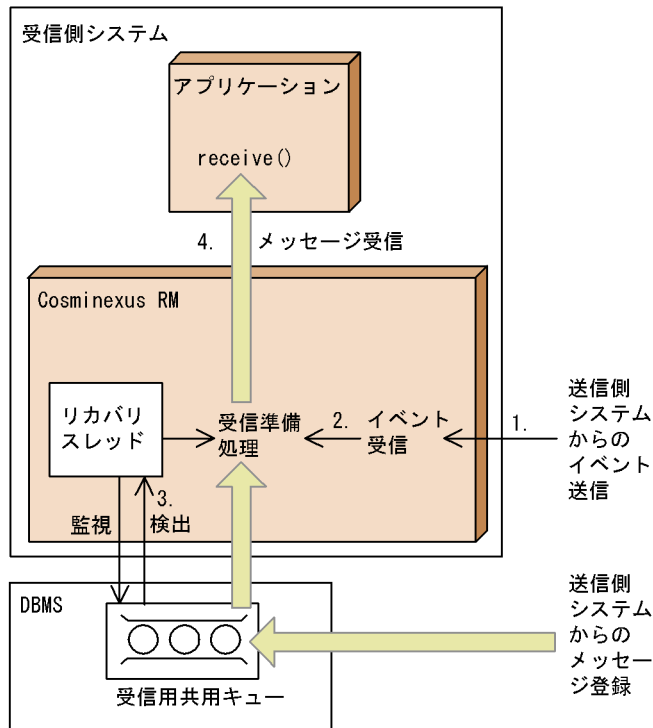 受信側システム
アプリケーション
receive()
4. メッセージ受信
Cosminexus RM
リカバリ
スレッド
受信準備
処理
2. イベント
受信
1.
送信側
システム
からの
イベント
送信
監視
3.
検出
DBMS
受信用共用キュー
送信側
システム
からの
メッセー
ジ登録